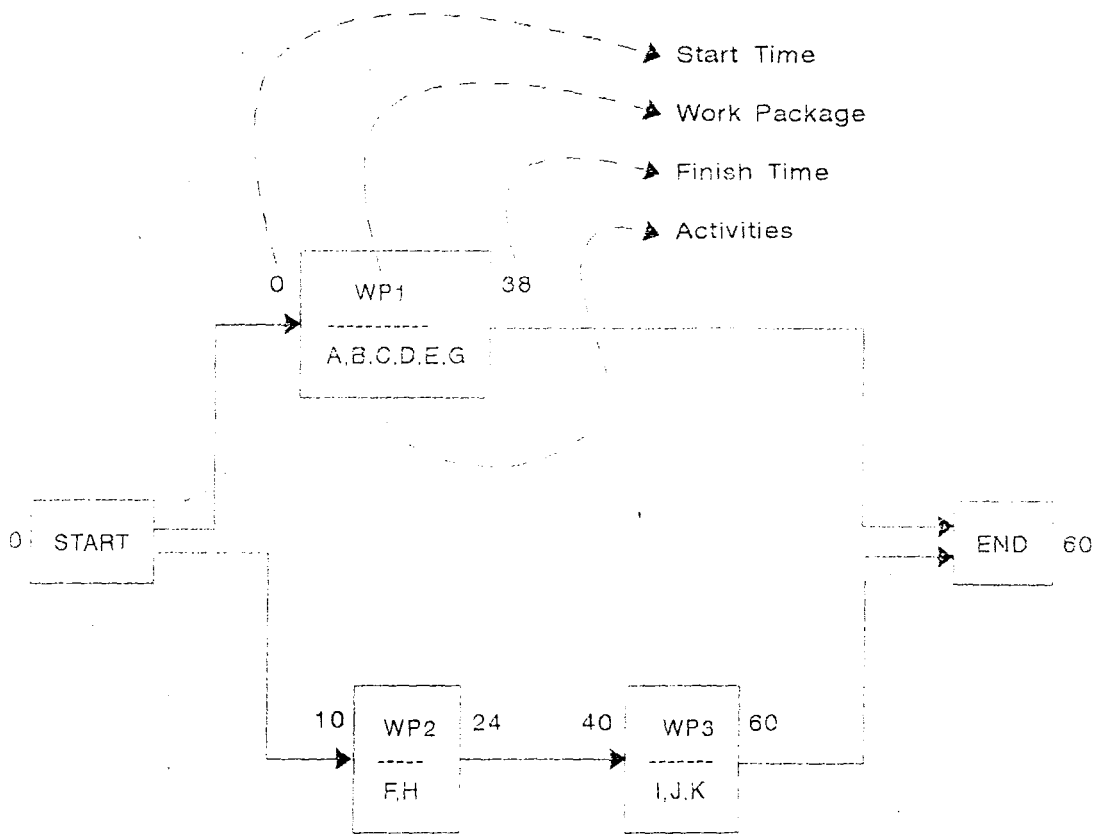 Start Time
Work Package
Finish Time
Activities
0
WP1
38
A,B,C,D,E,G
0
START
END
60
10
WP2
24
40
WP3
60
F,H
I,J,K